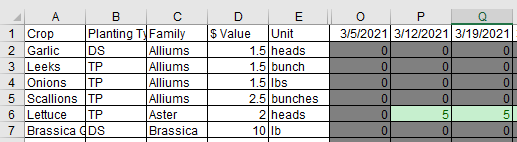 A B C D E O P Q
1 Crop Planting Ty Family $ Value Unit 3/5/2021 3/12/2021 3/19/2021
2 Garlic DS Alliums 1.5 heads 0 0 0
3 Leeks TP Alliums 1.5 bunch 0 0 0
4 Onions TP Alliums 1.5 lbs 0 0 0
5 Scallions TP Alliums 2.5 bunches 0 0 0
6 Lettuce TP Aster 2 heads 0 5 5
7 Brassica G DS Brassica 10 lb 0 0 0